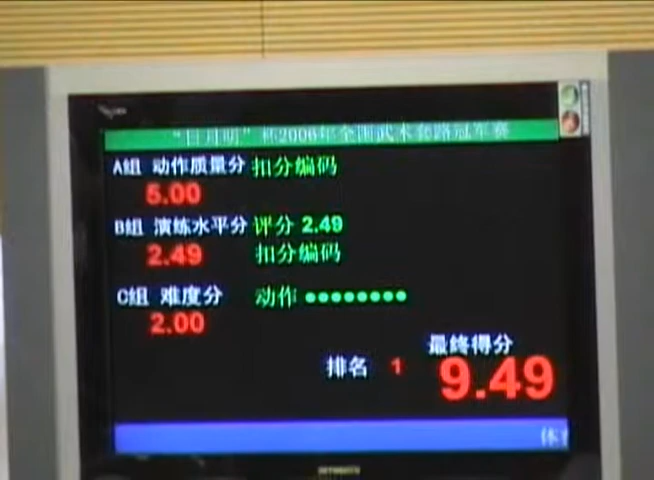 “日月明”杯2006年全国武术套路冠军赛
A组 动作质量分 扣分编码
5.00
B组 演练水平分 评分 2.49
2.49 扣分编码
C组 难度分 动作 ●●●●●●●●
2.00
最终得分
排名 1 9.49
体